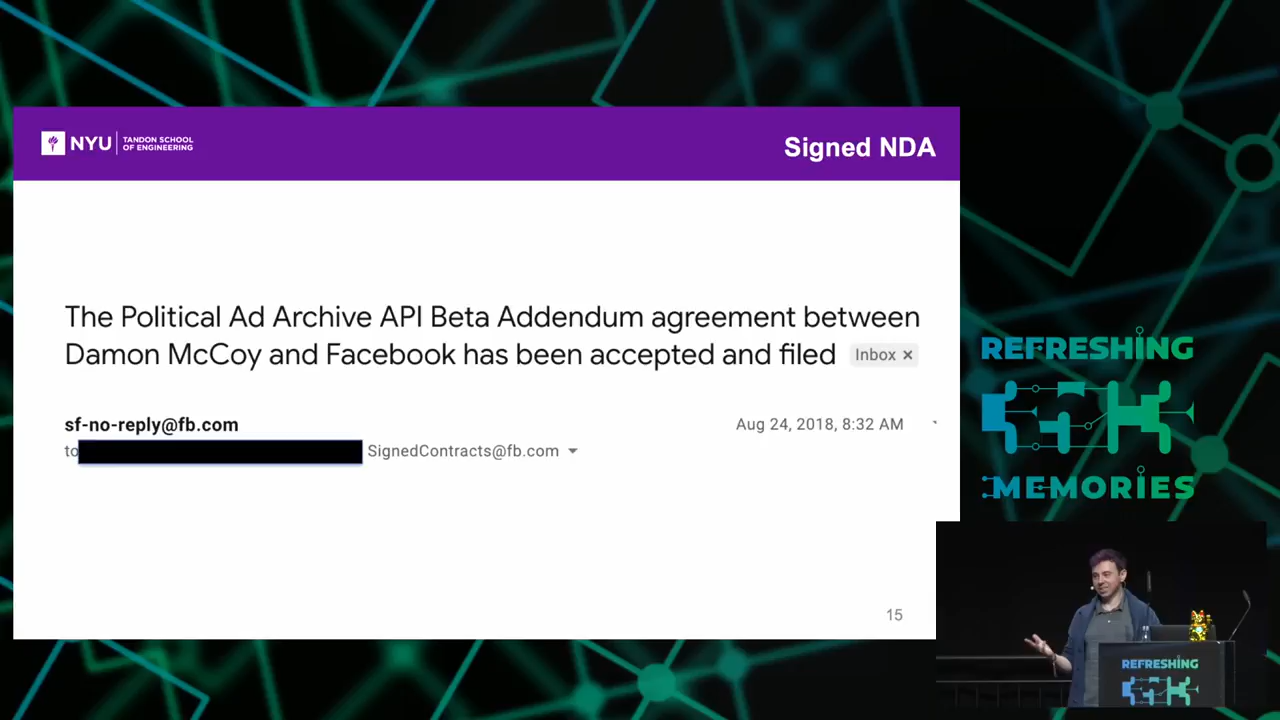 NYU
TANDON SCHOOL
OF ENGINEERING
Signed NDA
The Political Ad Archive API Beta Addendum agreement between
Damon McCoy and Facebook has been accepted and filed Inbox ×
sf-no-reply@fb.com Aug 24, 2018, 8:32 AM
to SignedContracts@fb.com
15
REFRESHING
MEMORIES
REFRESHING